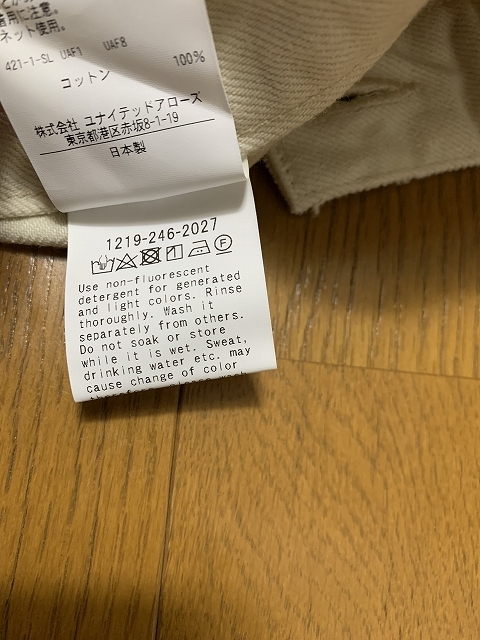 着用に注意。
ネット使用。
421-1-SL UAF1 UAF8
コットン 100%
株式会社 ユナイテッドアローズ
東京都港区赤坂8-1-19
日本製
1219-246-2027
Use non-fluorescent
detergent for generated
and light colors. Rinse
thoroughly. Wash it
separately from others.
Do not soak or store
while it is wet. Sweat,
drinking water etc. may
cause change of color